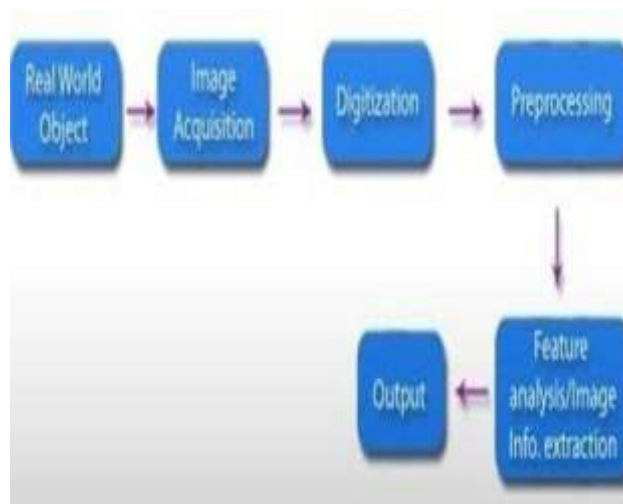 Real World
Object
Image
Acquisition
Digitization
Preprocessing
Feature
analysis/Image
Info. extraction
Output